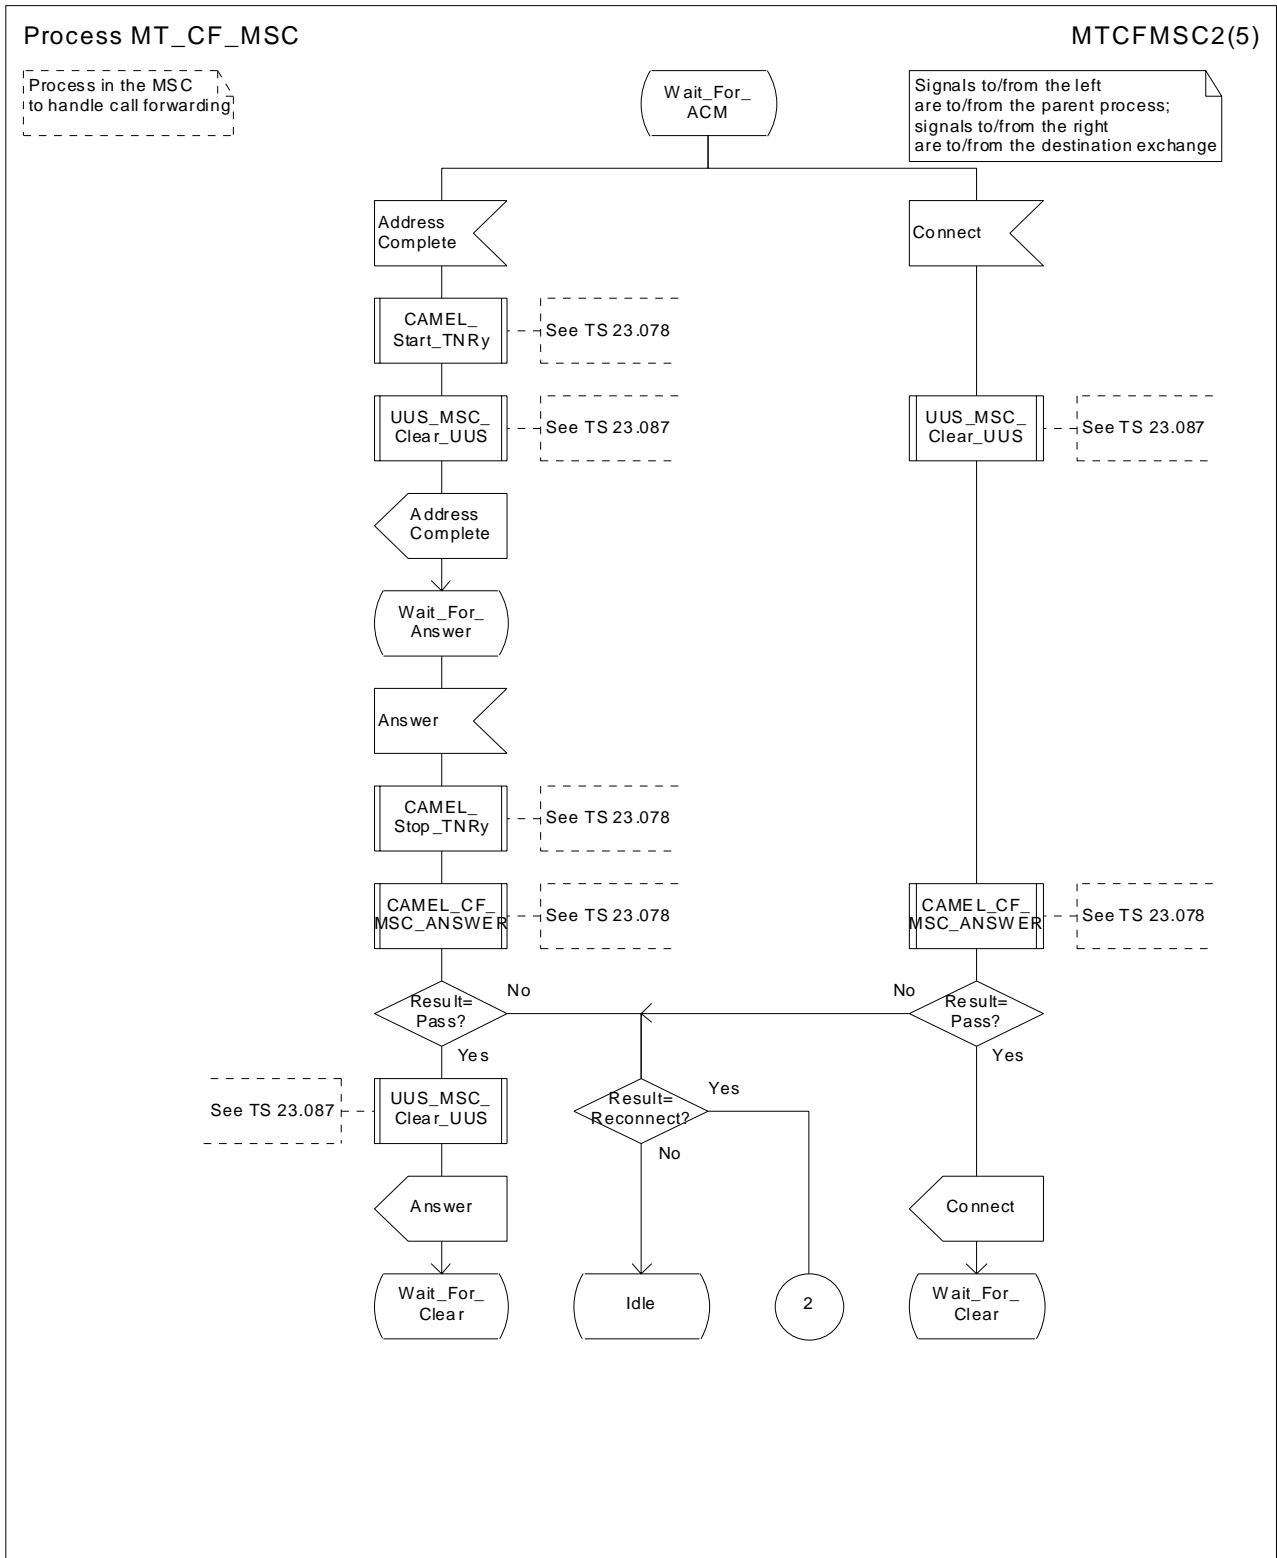 Process MT_CF_MSC
MTCFMSC2(5)
Process in the MSC
to handle call forwarding
Wait_For_
ACM
Signals to/from the left
are to/from the parent process;
signals to/from the right
are to/from the destination exchange
Address
Complete
Connect
CAMEL_
Start_TNRy
See TS 23.078
UUS_MSC_
Clear_UUS
See TS 23.087
UUS_MSC_
Clear_UUS
See TS 23.087
Address
Complete
Wait_For_
Answer
Answer
CAMEL_
Stop_TNRy
See TS 23.078
CAMEL_CF_
MSC_ANSWER
See TS 23.078
CAMEL_CF_
MSC_ANSWER
See TS 23.078
Result=
Pass?
No
No
Result=
Pass?
Yes
Yes
See TS 23.087
UUS_MSC_
Clear_UUS
Result=
Reconnect?
Yes
No
Answer
Connect
Wait_For_
Clear
Idle
2
Wait_For_
Clear